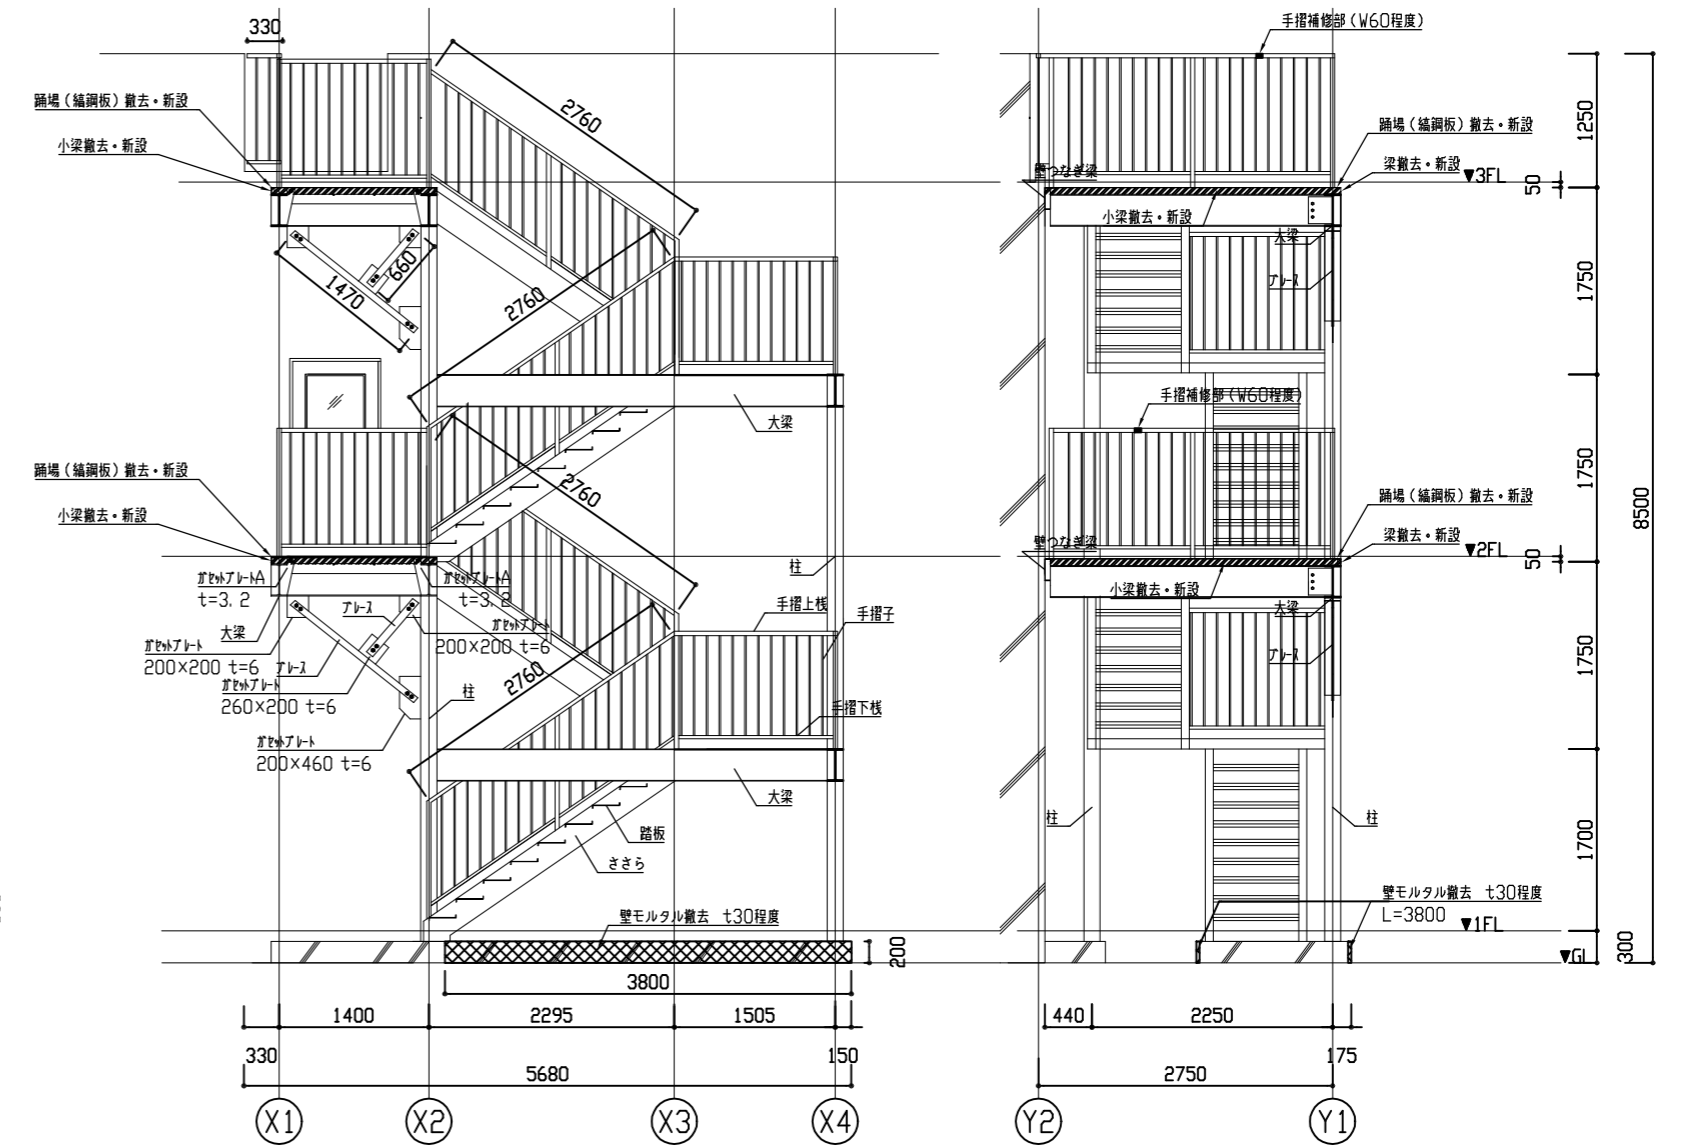 330
手摺補修部（W60程度）
踊場（縞鋼板）撤去・新設
2760
踊場（縞鋼板）撤去・新設
1250
小梁撤去・新設
梁撤去・新設
壁つなぎ梁
▼3FL
50
小梁撤去・新設
大梁
660
1470
2760
ブレース
1750
手摺補修部（W60程度）
大梁
踊場（縞鋼板）撤去・新設
2760
踊場（縞鋼板）撤去・新設
1750
8500
小梁撤去・新設
梁撤去・新設
壁つなぎ梁
▼2FL
50
ガセットプレートA
t=3.2
ガセットプレートA
t=3.2
柱
小梁撤去・新設
ブレース
手摺上桟
手摺子
大梁
大梁
ガセットプレート
200×200 t=6
ガセットプレート
200×200 t=6
ブレース
2760
ブレース
1750
ガセットプレート
260×200 t=6
柱
手摺下桟
ガセットプレート
200×460 t=6
大梁
踏板
ささら
柱
柱
1700
壁モルタル撤去　t30程度
壁モルタル撤去　t30程度
L=3800
▼1FL
200
300
▼GL
3800
1400
2295
1505
440
2250
330
150
175
5680
2750
X1
X2
X3
X4
Y2
Y1